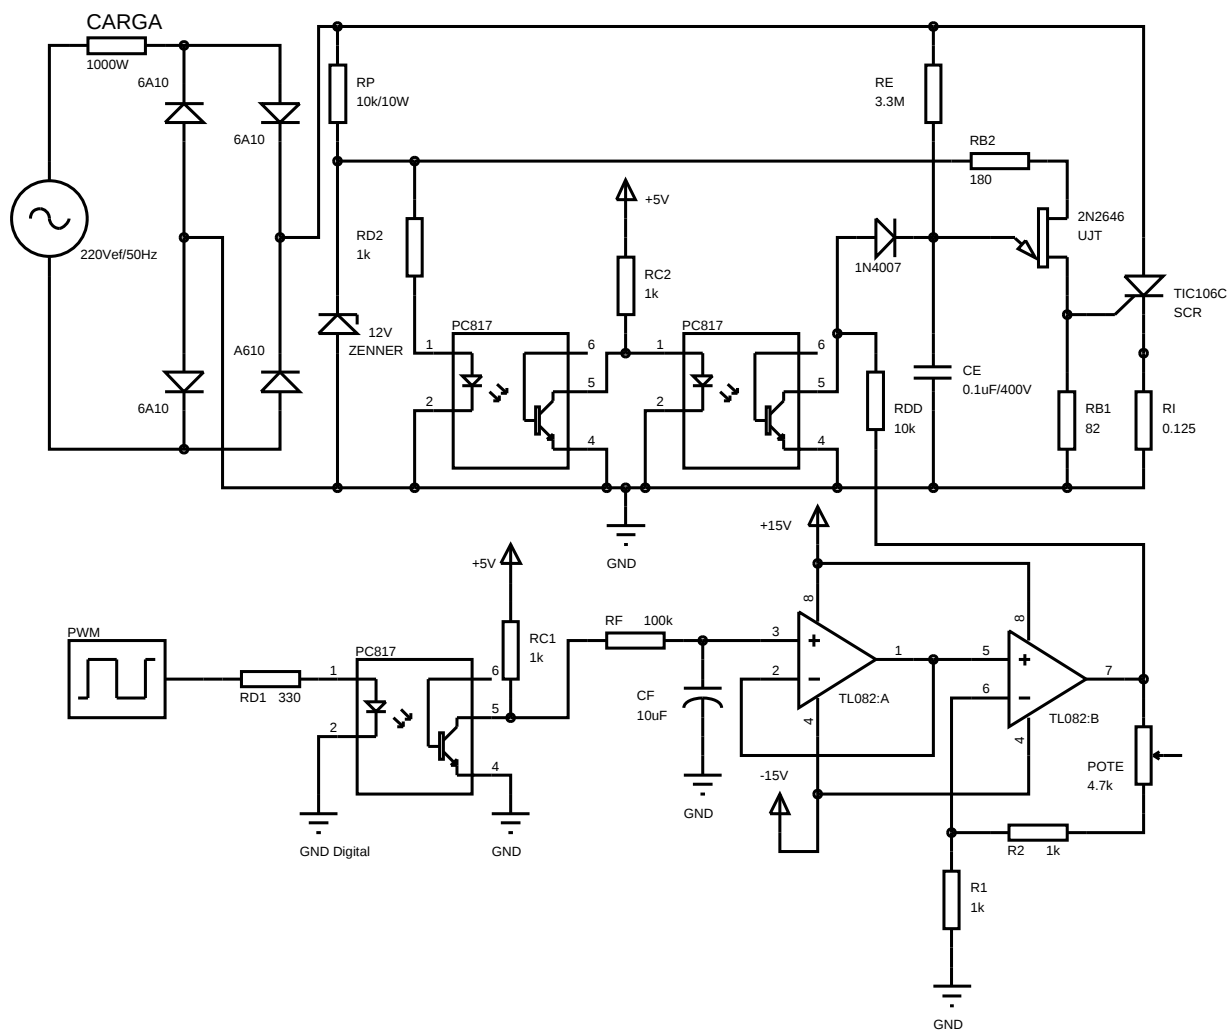 CARGA
1000W
6A10
6A10
220Vef/50Hz
A610
6A10
RP
10k/10W
RD2
1k
12V
ZENNER
PC817
1
2
6
5
4
+5V
RC2
1k
PC817
1
2
6
5
4
RE
3.3M
RB2
180
1N4007
2N2646
UJT
TIC106C
SCR
CE
0.1uF/400V
RDD
10k
RB1
82
RI
0.125
GND
PWM
RD1 330
PC817
1
2
6
5
4
+5V
RC1
1k
GND Digital
GND
RF 100k
CF
10uF
GND
+15V
8
3
2
1
4
TL082:A
-15V
8
5
6
7
4
TL082:B
POTE
4.7k
R2 1k
R1
1k
GND